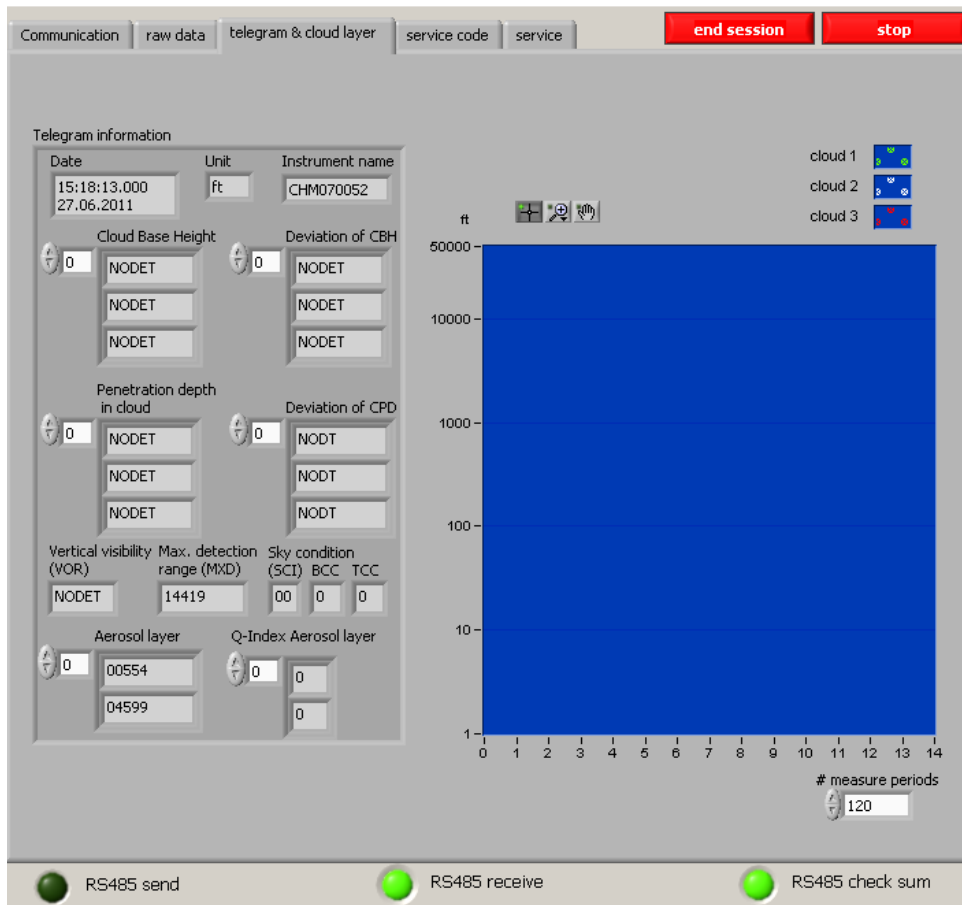 Communication
raw data
telegram & cloud layer
service code
service
end session
stop
Telegram information
Date
Unit
Instrument name
15:18:13.000
27.06.2011
ft
CHM070052
Cloud Base Height
Deviation of CBH
0
NODET
NODET
NODET
0
NODET
NODET
NODET
Penetration depth
in cloud
Deviation of CPD
0
NODET
NODET
NODET
0
NODT
NODT
NODT
Vertical visibility
(VOR)
Max. detection
range (MXD)
Sky condition
(SCI) BCC TCC
NODET
14419
00
0
0
Aerosol layer
Q-Index Aerosol layer
0
00554
04599
0
0
0
cloud 1
cloud 2
cloud 3
ft
50000
10000
1000
100
10
1
0 1 2 3 4 5 6 7 8 9 10 11 12 13 14
# measure periods
120
RS485 send
RS485 receive
RS485 check sum